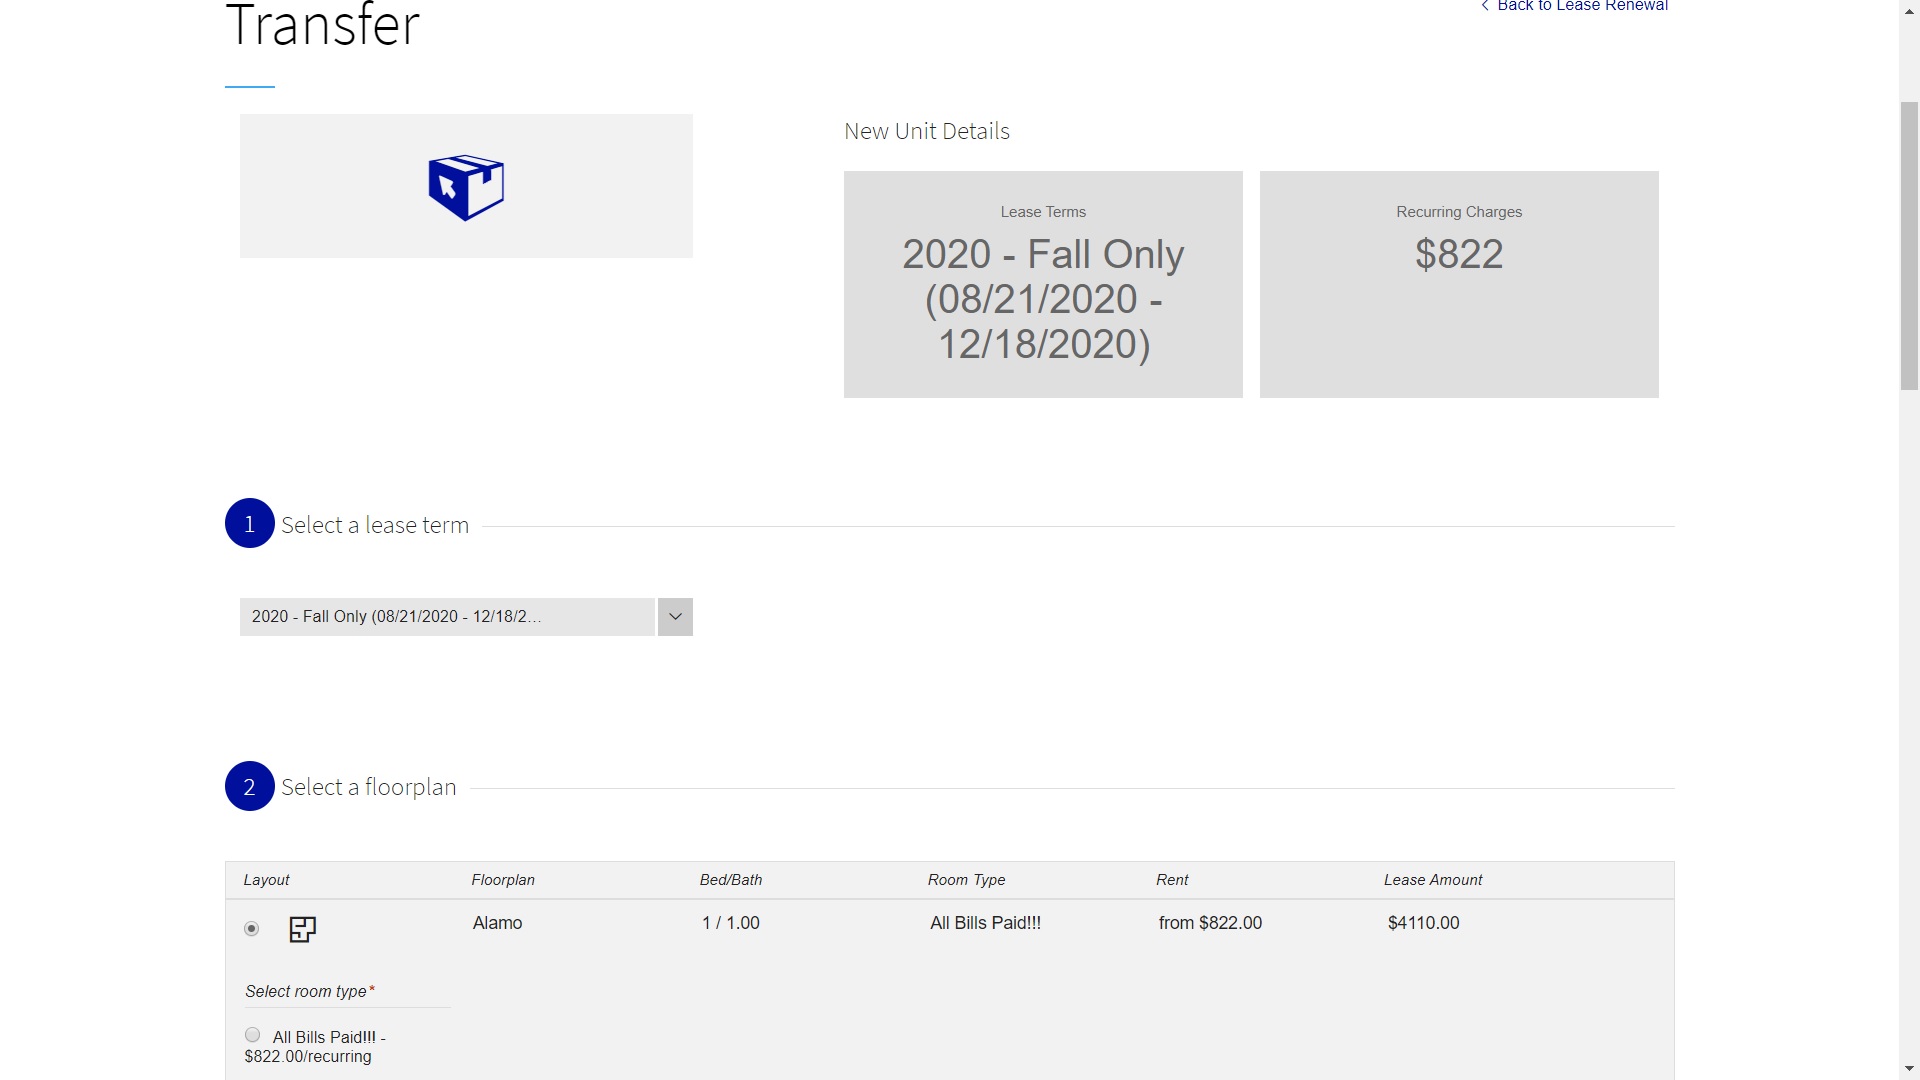 Transfer
Back to Lease Renewal
New Unit Details
Lease Terms
2020 - Fall Only
(08/21/2020 -
12/18/2020)
Recurring Charges
$822
1 Select a lease term
2020 - Fall Only (08/21/2020 - 12/18/2...
2 Select a floorplan
Layout Floorplan Bed/Bath Room Type Rent Lease Amount
Alamo 1 / 1.00 All Bills Paid!!! from $822.00 $4110.00
Select room type*
All Bills Paid!!! -
$822.00/recurring